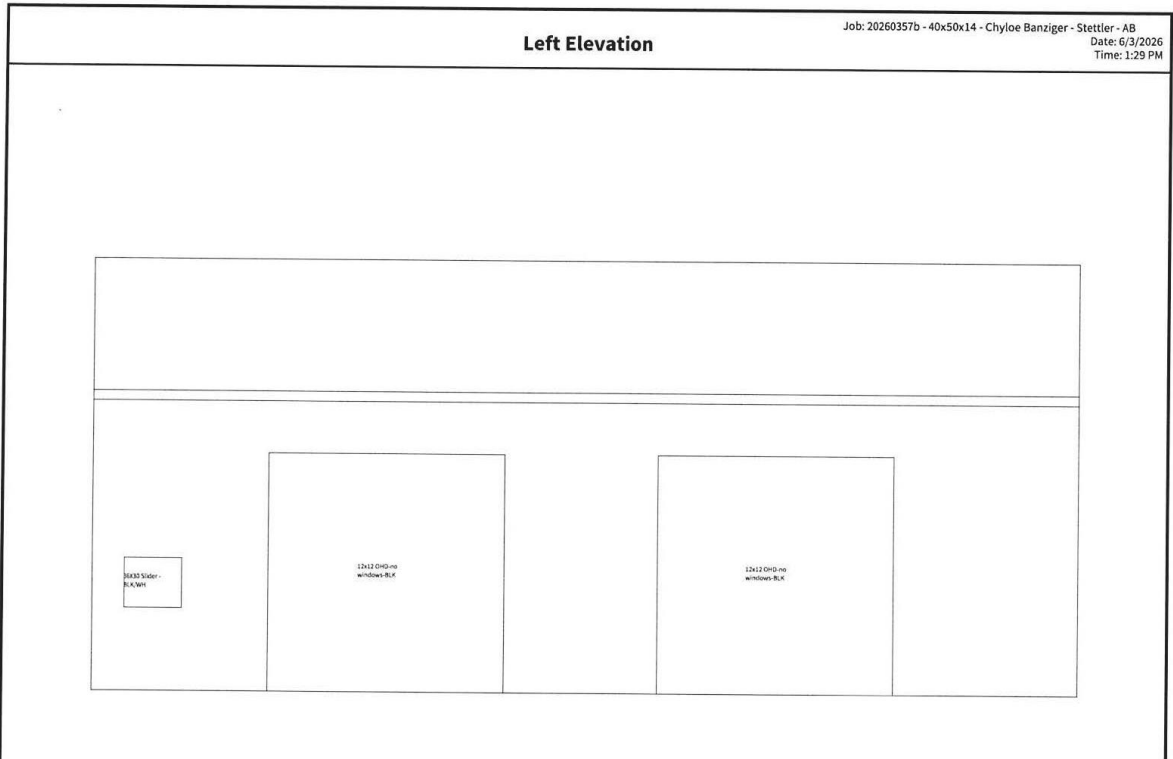 Left Elevation
Job: 20260357b - 40x50x14 - Chyloe Banziger - Stettler - AB
Date: 6/3/2026
Time: 1:29 PM
12x12 OHD-no
windows-BLK
12x12 OHD-no
windows-BLK
36X30 Slider -
BLK/WH